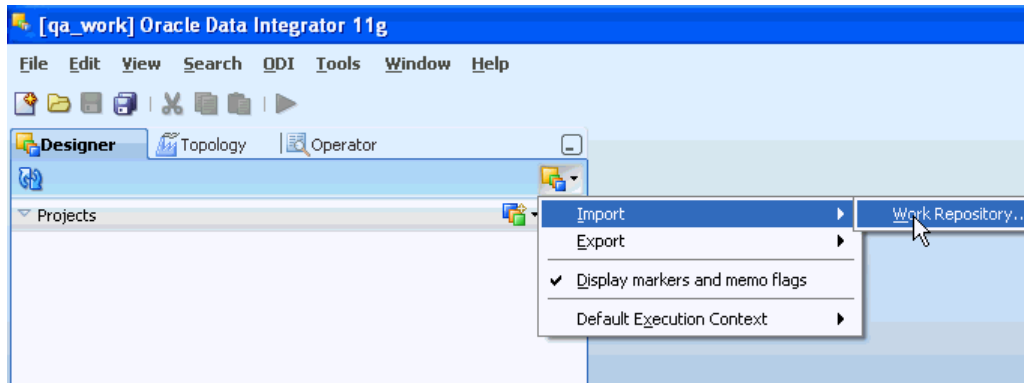 [qa_work] Oracle Data Integrator 11g
File Edit View Search ODI Tools Window Help
Designer Topology Operator
Projects
Import Work Repository...
Export
Display markers and memo flags
Default Execution Context